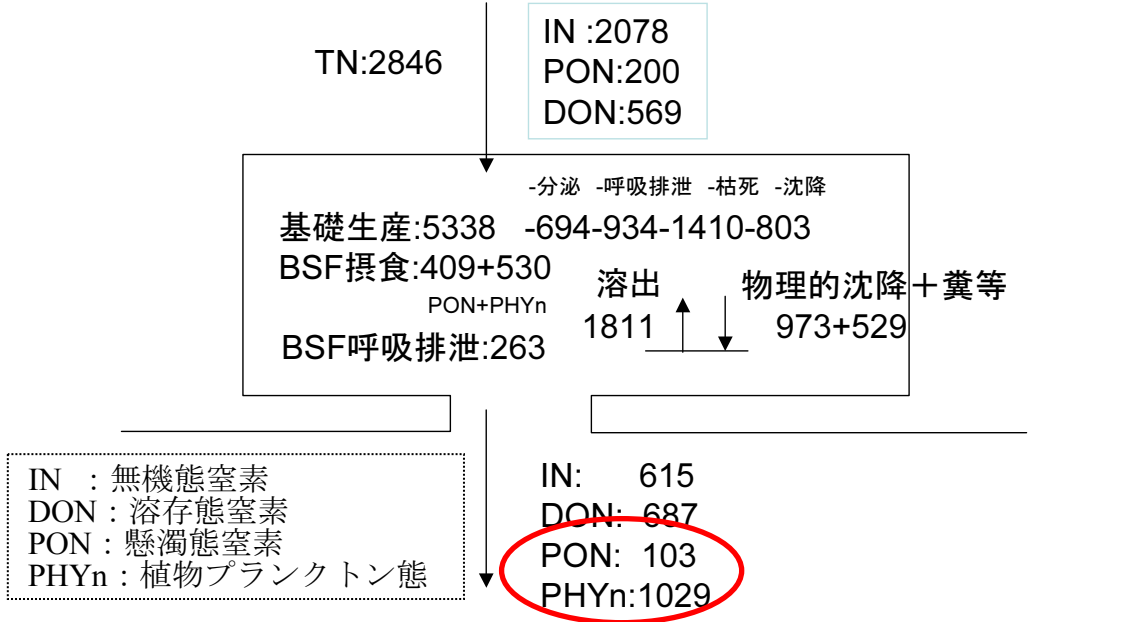 TN:2846
IN :2078
PON:200
DON:569
-分泌 -呼吸排泄 -枯死 -沈降
基礎生産:5338 -694-934-1410-803
BSF摂食:409+530
PON+PHYn
溶出
1811
物理的沈降＋糞等
973+529
BSF呼吸排泄:263
IN ：無機態窒素
DON：溶存態窒素
PON：懸濁態窒素
PHYn：植物プランクトン態
IN: 615
DON: 687
PON: 103
PHYn:1029